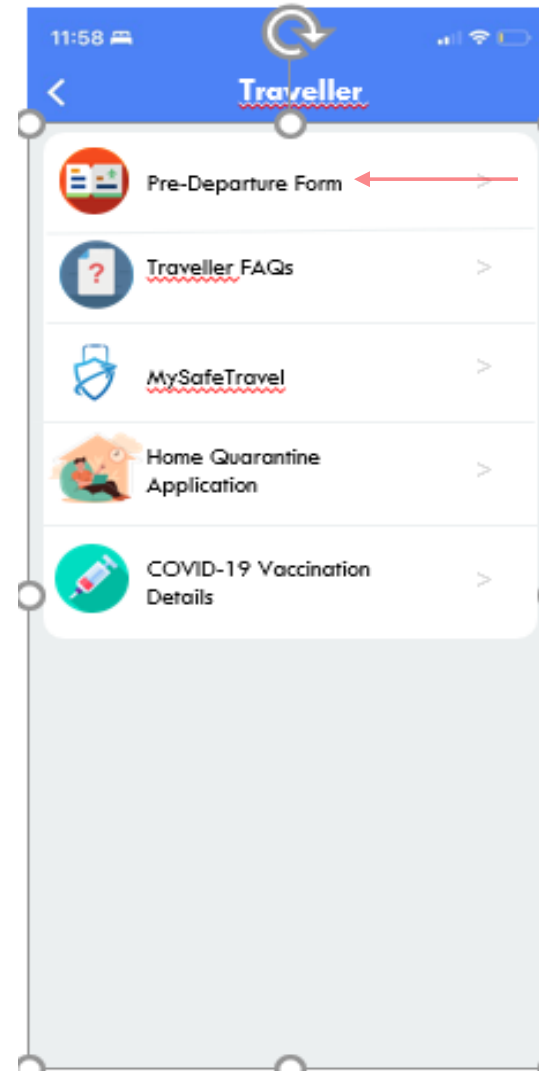 11:58
Traveller
Pre-Departure Form >
?
Traveller FAQs >
MySafeTravel >
Home Quarantine
Application >
COVID-19 Vaccination
Details >